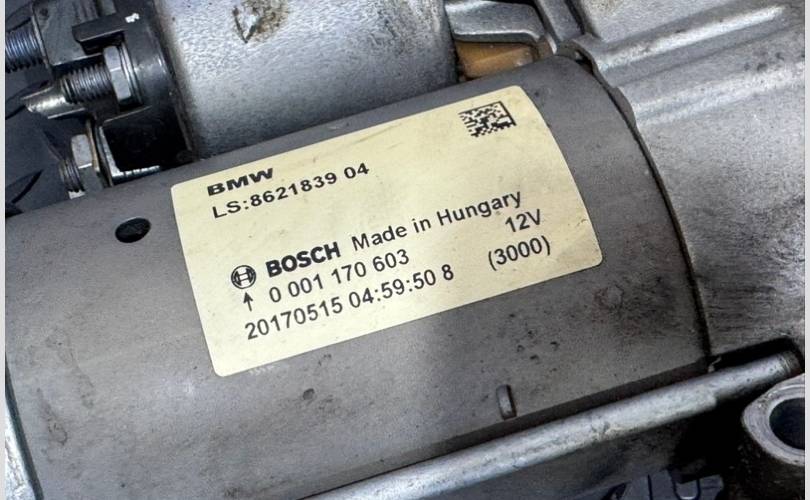 BMW
LS:8621839 04
BOSCH Made in Hungary
0 001 170 603 12V
20170515 04:59:50 8 (3000)